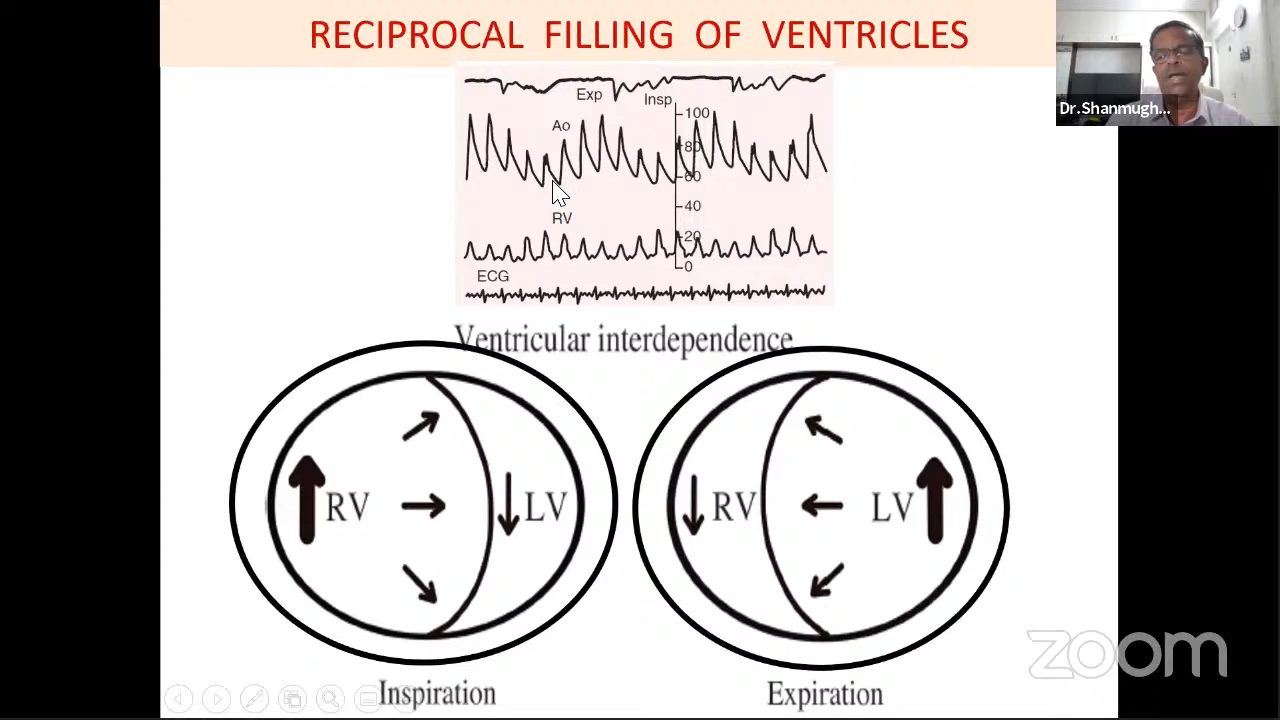 RECIPROCAL FILLING OF VENTRICLES
Dr.Shanmugh...
Exp
Insp
Ao
100
80
60
40
RV
20
0
ECG
Ventricular interdependence
RV
LV
RV
LV
Inspiration
Expiration
zoom